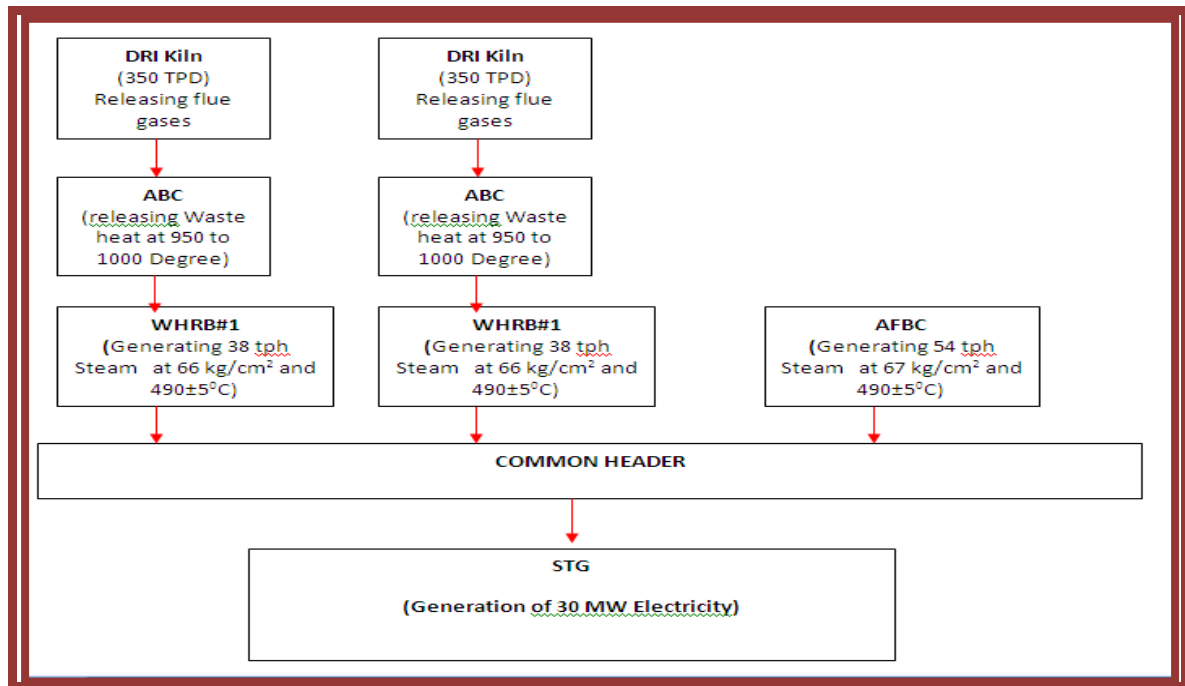 DRI Kiln
(350 TPD)
Releasing flue
gases
DRI Kiln
(350 TPD)
Releasing flue
gases
ABC
(releasing Waste
heat at 950 to
1000 Degree)
ABC
(releasing Waste
heat at 950 to
1000 Degree)
WHRB#1
(Generating 38 tph
Steam at 66 kg/cm² and
490±5⁰C)
WHRB#1
(Generating 38 tph
Steam at 66 kg/cm² and
490±5⁰C)
AFBC
(Generating 54 tph
Steam at 67 kg/cm² and
490±5⁰C)
COMMON HEADER
STG
(Generation of 30 MW Electricity)